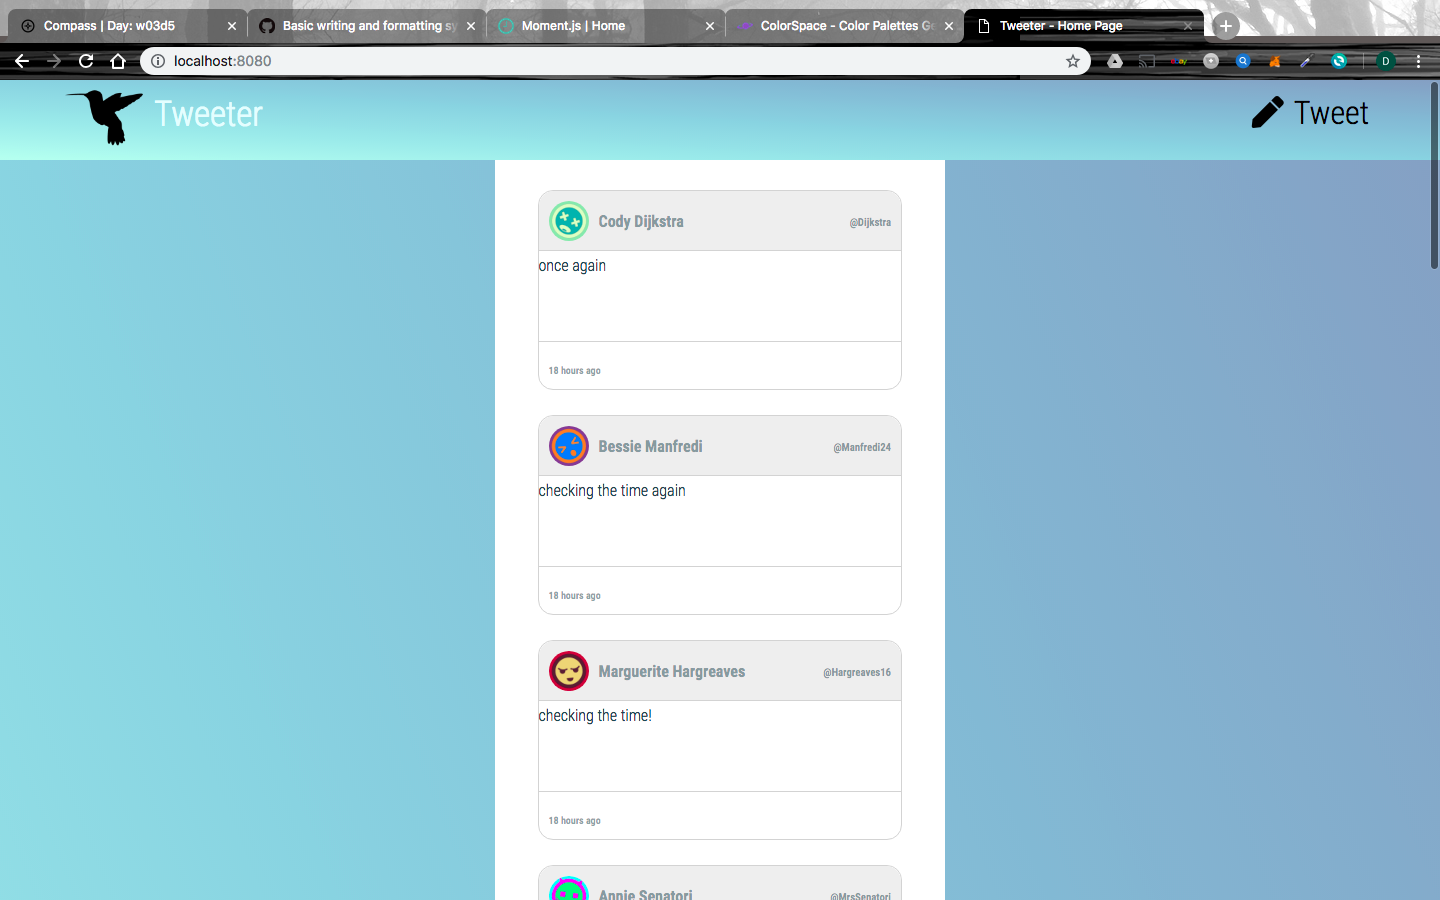 Compass | Day: w03d5
Basic writing and formatting sy
Moment.js | Home
ColorSpace - Color Palettes Ge
Tweeter - Home Page
localhost:8080
ebay
D
Tweeter
Tweet
Cody Dijkstra
@Dijkstra
once again
18 hours ago
Bessie Manfredi
@Manfredi24
checking the time again
18 hours ago
Marguerite Hargreaves
@Hargreaves16
checking the time!
18 hours ago
Annie Senatori
@MrsSenatori